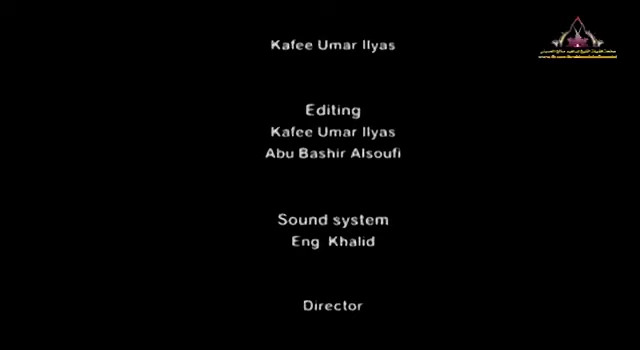 Kafee Umar Ilyas
Editing
Kafee Umar Ilyas
Abu Bashir Alsoufi
Sound system
Eng Khalid
Director